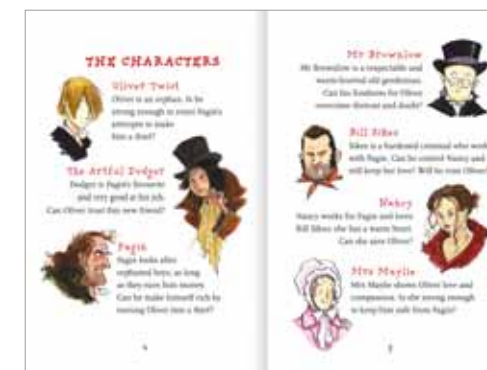 THE CHARACTERS
Oliver Twist
Oliver is an orphan. Is he
strong enough to resist Fagin's
attempts to make
him a thief?
The Artful Dodger
Dodger is Fagin's favourite
and very good at his job.
Can Oliver trust this new friend?
Fagin
Fagin looks after
orphaned boys, as long
as they earn him money.
Can he make himself rich by
turning Oliver into a thief?
4
Mr Brownlow
Mr Brownlow is a respectable and
warm-hearted old gentleman.
Can his fondness for Oliver
overcome distrust and doubt?
Bill Sikes
Sikes is a hardened criminal who work
with Fagin. Can he control Nancy and
still keep her love? Will he trust Oliver?
Nancy
Nancy works for Fagin and loves
Bill Sikes; she has a warm heart.
Can she save Oliver?
Mrs Maylie
Mrs Maylie shows Oliver love and
compassion. Is she strong enough
to keep him safe from Fagin?